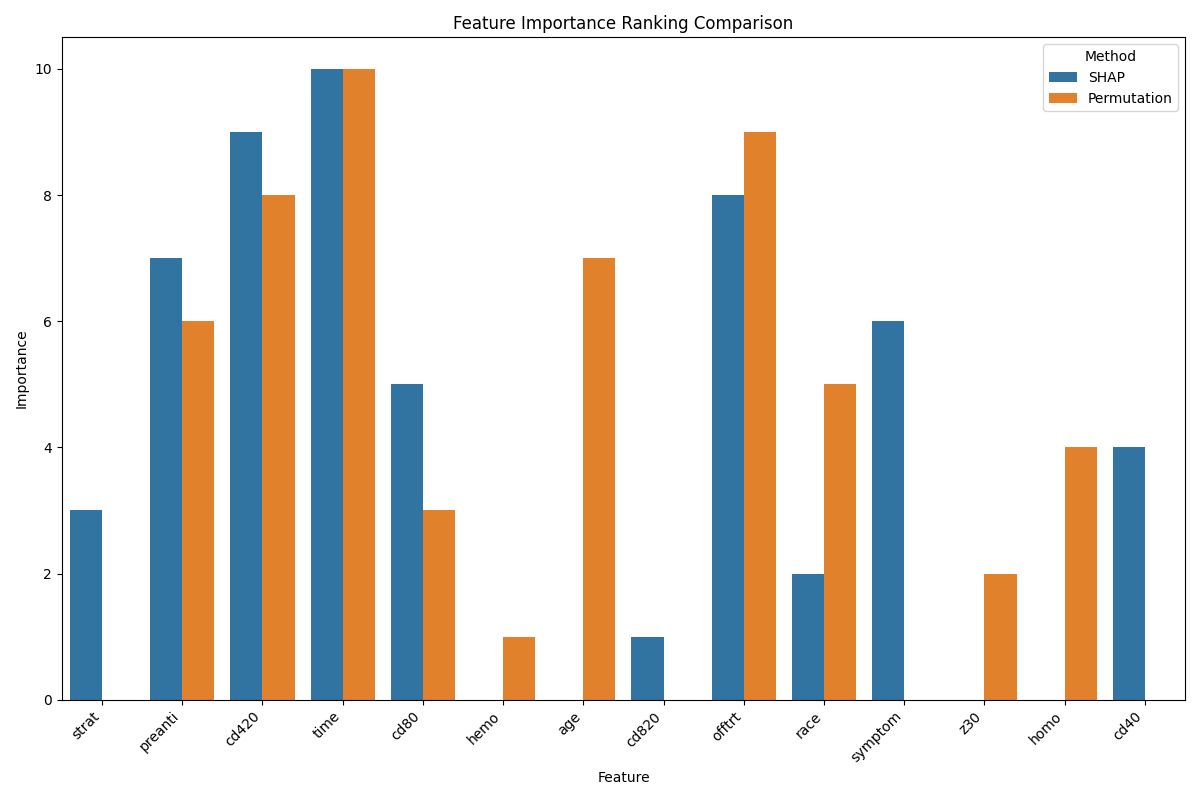 Feature Importance Ranking Comparison
Method
SHAP
Permutation
Importance
10
8
6
4
2
0
strat
preanti
cd420
time
cd80
hemo
age
cd820
offtrt
race
symptom
z30
homo
cd40
Feature